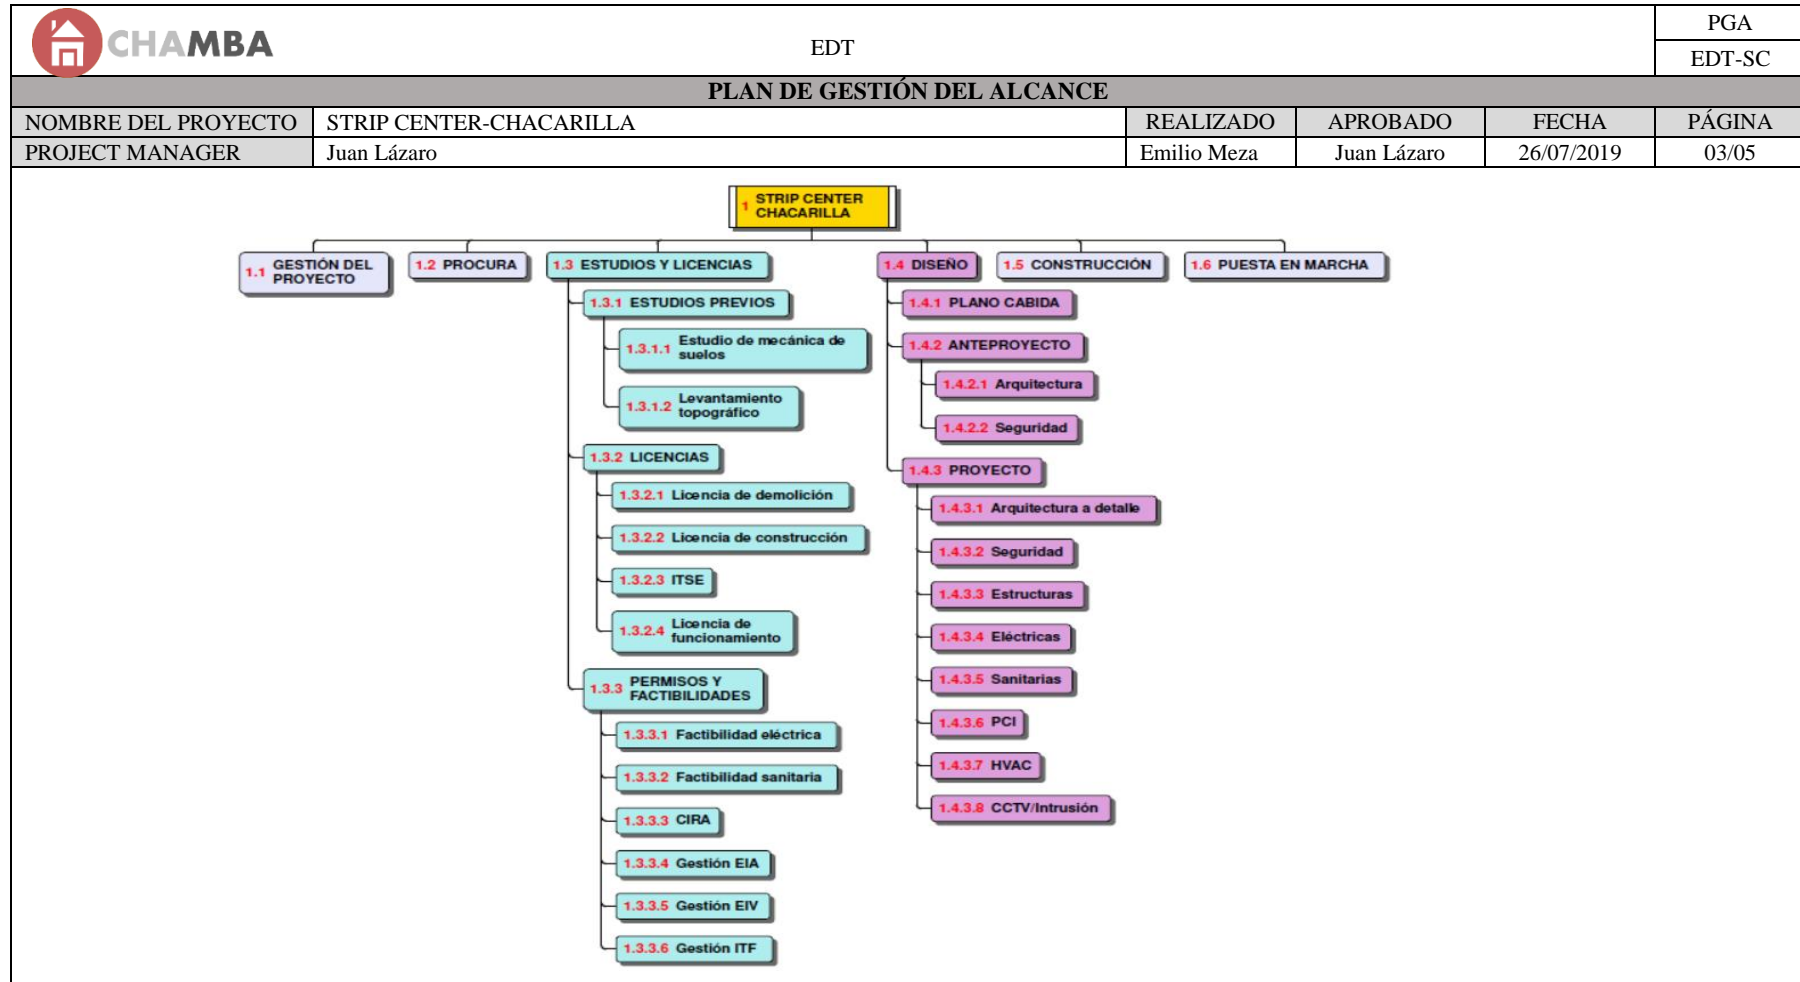 CHAMBA
EDT
PGA
EDT-SC
PLAN DE GESTIÓN DEL ALCANCE
NOMBRE DEL PROYECTO STRIP CENTER-CHACARILLA REALIZADO APROBADO FECHA PÁGINA
PROJECT MANAGER Juan Lázaro Emilio Meza Juan Lázaro 26/07/2019 03/05
1 STRIP CENTER
CHACARILLA
1.1 GESTIÓN DEL
PROYECTO
1.2 PROCURA
1.3 ESTUDIOS Y LICENCIAS
1.3.1 ESTUDIOS PREVIOS
1.3.1.1 Estudio de mecánica de
suelos
1.3.1.2 Levantamiento
topográfico
1.3.2 LICENCIAS
1.3.2.1 Licencia de demolición
1.3.2.2 Licencia de construcción
1.3.2.3 ITSE
1.3.2.4 Licencia de
funcionamiento
1.3.3 PERMISOS Y
FACTIBILIDADES
1.3.3.1 Factibilidad eléctrica
1.3.3.2 Factibilidad sanitaria
1.3.3.3 CIRA
1.3.3.4 Gestión EIA
1.3.3.5 Gestión EIV
1.3.3.6 Gestión ITF
1.4 DISEÑO
1.4.1 PLANO CABIDA
1.4.2 ANTEPROYECTO
1.4.2.1 Arquitectura
1.4.2.2 Seguridad
1.4.3 PROYECTO
1.4.3.1 Arquitectura a detalle
1.4.3.2 Seguridad
1.4.3.3 Estructuras
1.4.3.4 Eléctricas
1.4.3.5 Sanitarias
1.4.3.6 PCI
1.4.3.7 HVAC
1.4.3.8 CCTV/Intrusión
1.5 CONSTRUCCIÓN
1.6 PUESTA EN MARCHA